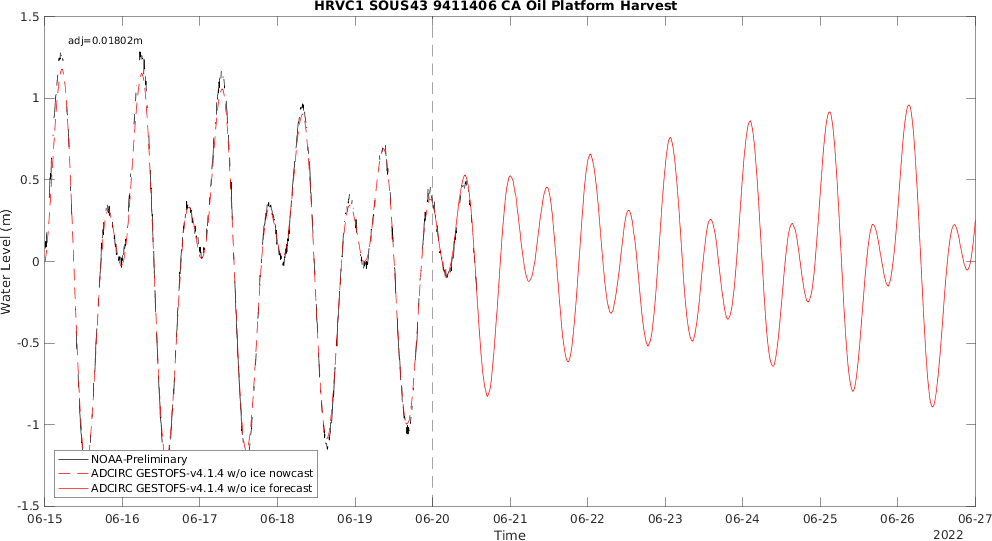 HRVC1 SOUS43 9411406 CA Oil Platform Harvest
adj=0.01802m
Water Level (m)
1.5
1
0.5
0
-0.5
-1
-1.5
NOAA-Preliminary
ADCIRC GESTOFS-v4.1.4 w/o ice nowcast
ADCIRC GESTOFS-v4.1.4 w/o ice forecast
06-15 06-16 06-17 06-18 06-19 06-20 06-21 06-22 06-23 06-24 06-25 06-26 06-27
Time
2022